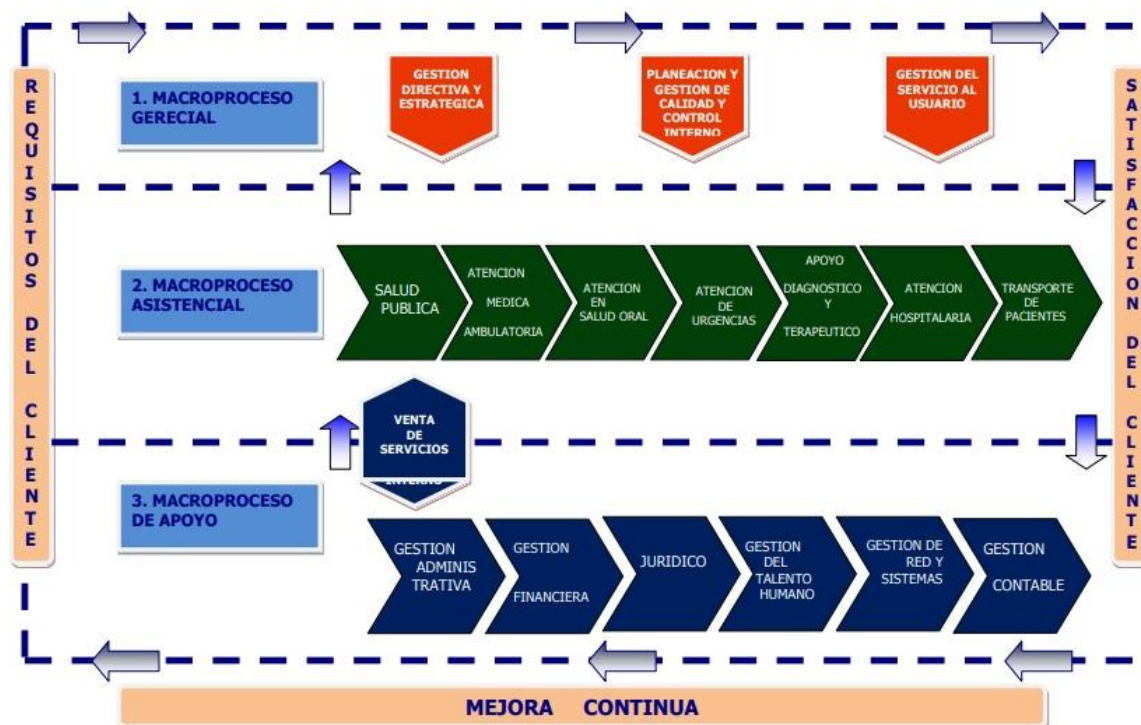 REQUISITOS DEL CLIENTE
1. MACROPROCESO
GERECIAL
GESTION
DIRECTIVA Y
ESTRATEGICA
PLANEACION Y
GESTION DE
CALIDAD Y
CONTROL
INTERNO
GESTION DEL
SERVICIO AL
USUARIO
2. MACROPROCESO
ASISTENCIAL
SALUD
PUBLICA
ATENCION
MEDICA
AMBULATORIA
ATENCION
EN
SALUD ORAL
ATENCION
DE
URGENCIAS
APOYO
DIAGNOSTICO
Y
TERAPEUTICO
ATENCION
HOSPITALARIA
TRANSPORTE
DE
PACIENTES
VENTA
DE
SERVICIOS
INTERNO
3. MACROPROCESO
DE APOYO
GESTION
ADMINIS
TRATIVA
GESTION
FINANCIERA
JURIDICO
GESTION
DEL
TALENTO
HUMANO
GESTION DE
RED Y
SISTEMAS
GESTION
CONTABLE
SATISFACCION DEL CLIENTE
MEJORA CONTINUA